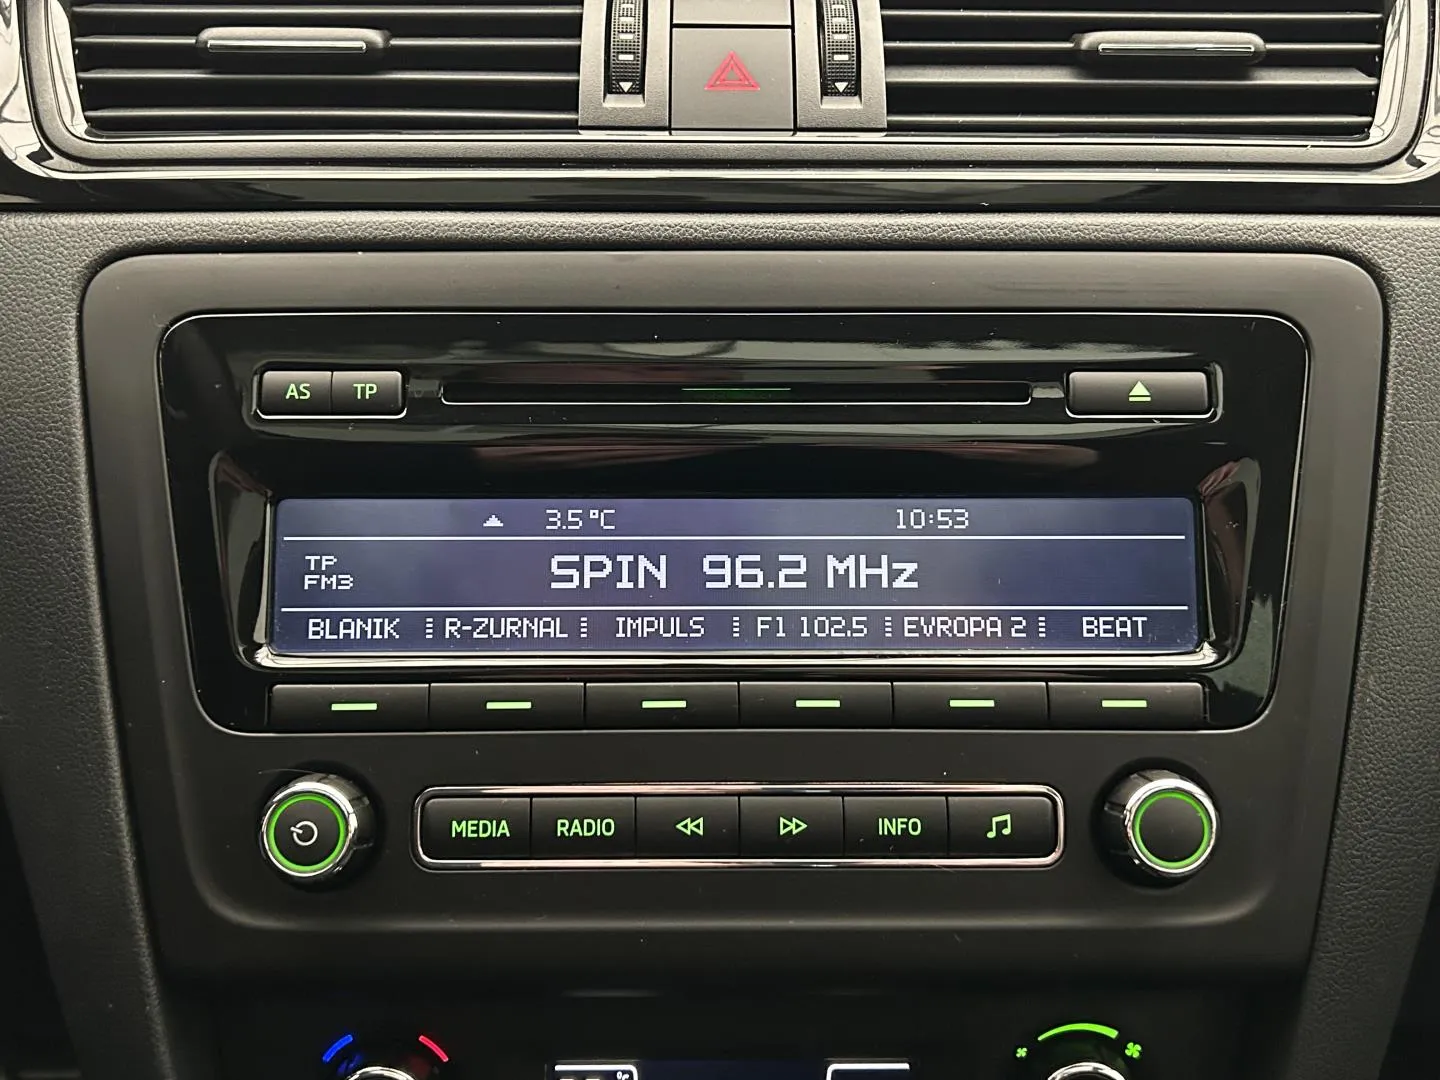 AS TP
3.5 °C 10:53
TP
FM3
SPIN 96.2 MHz
BLANIK R-ZURNAL IMPULS F1 102.5 EVROPA 2 BEAT
MEDIA RADIO INFO
°C